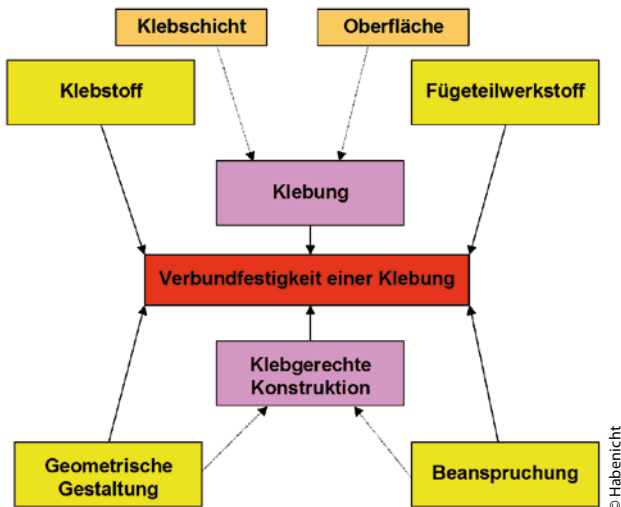 Klebschicht
Oberfläche
Klebstoff
Fügeteilwerkstoff
Klebung
Verbundfestigkeit einer Klebung
Klebgerechte
Konstruktion
Geometrische
Gestaltung
Beanspruchung
© Habenicht